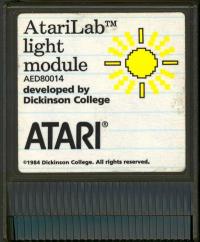 AtariLab™
light
module
AED80014
developed by
Dickinson College
ATARI®
©1984 Dickinson College. All rights reserved.